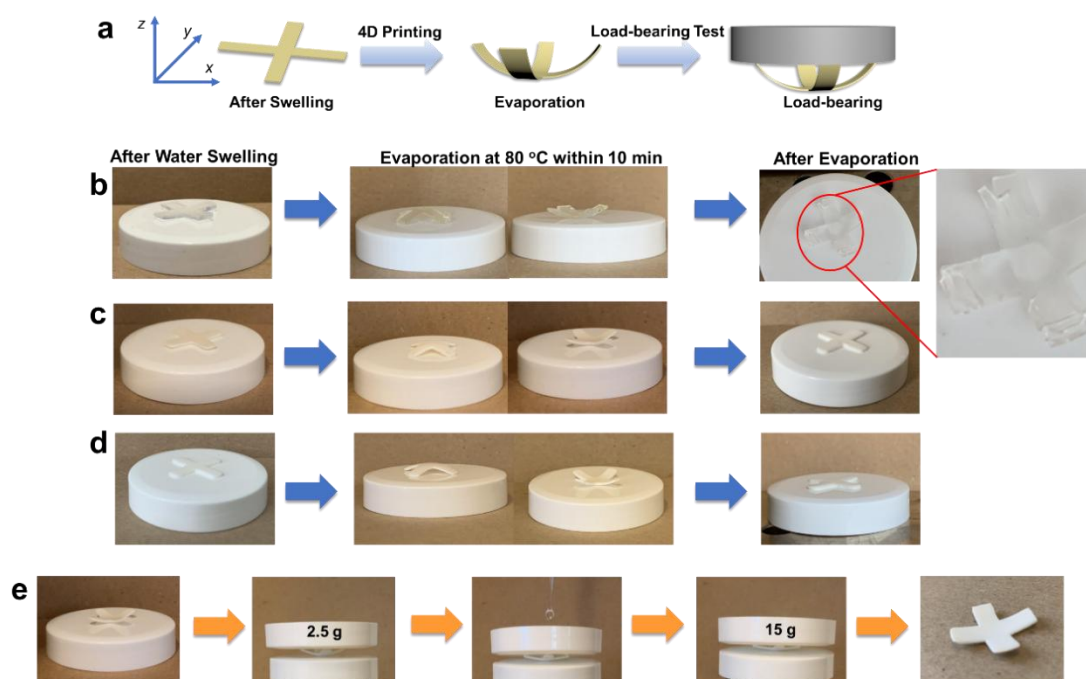 a
z
y
x
4D Printing
Load-bearing Test
After Swelling
Evaporation
Load-bearing
After Water Swelling
Evaporation at 80 °C within 10 min
After Evaporation
b
c
d
e
2.5 g
15 g